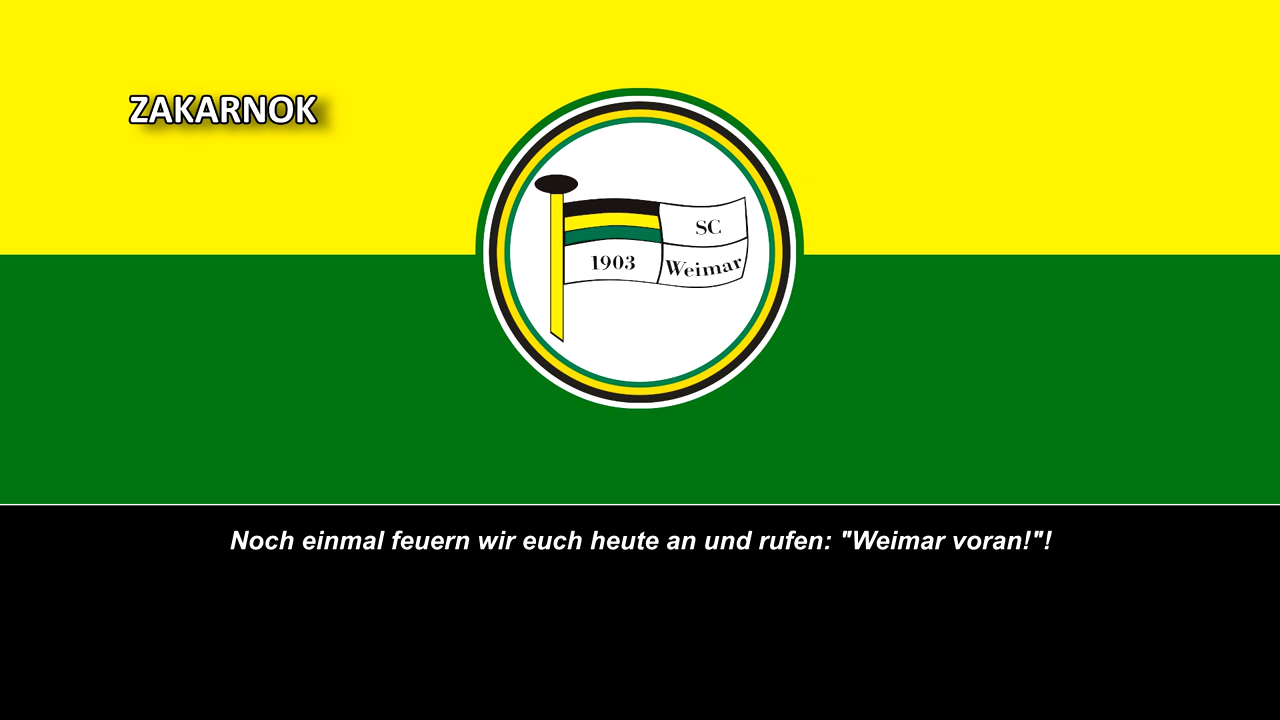 ZAKARNOK
SC
1903 Weimar
Noch einmal feuern wir euch heute an und rufen: "Weimar voran!"!